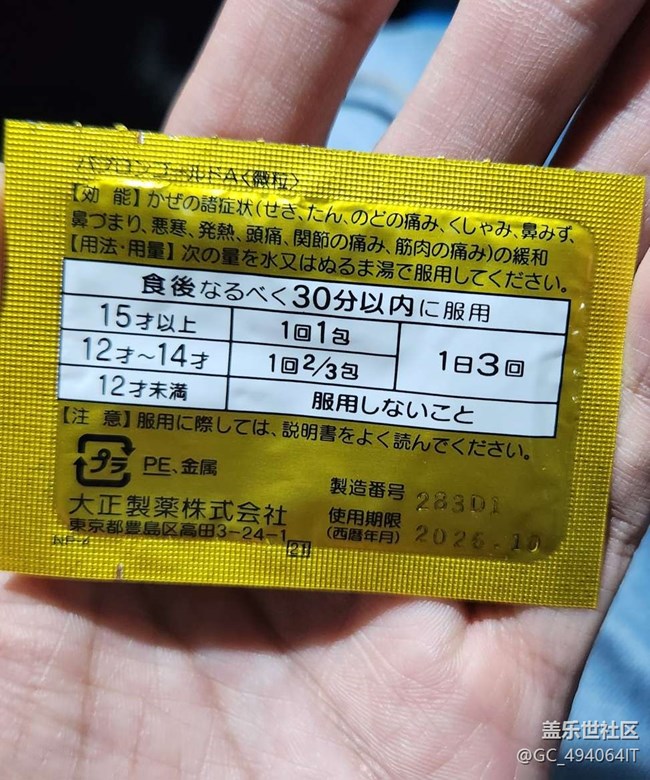 パブロンゴールドA<微粒>
【効 能】かぜの諸症状(せき、たん、のどの痛み、くしゃみ、鼻みず、
鼻づまり、悪寒、発熱、頭痛、関節の痛み、筋肉の痛み)の緩和
【用法・用量】次の量を水又はぬるま湯で服用してください。
食後なるべく30分以内に服用
15才以上 1回1包 1日3回
12才〜14才 1回2/3包
12才未満 服用しないこと
【注 意】服用に際しては、説明書をよく読んでください。
プラ PE、金属
大正製薬株式会社
東京都豊島区高田3-24-1
21
製造番号 283D1
使用期限
(西暦年月) 2026.10
盖乐世社区
@GC_494064IT